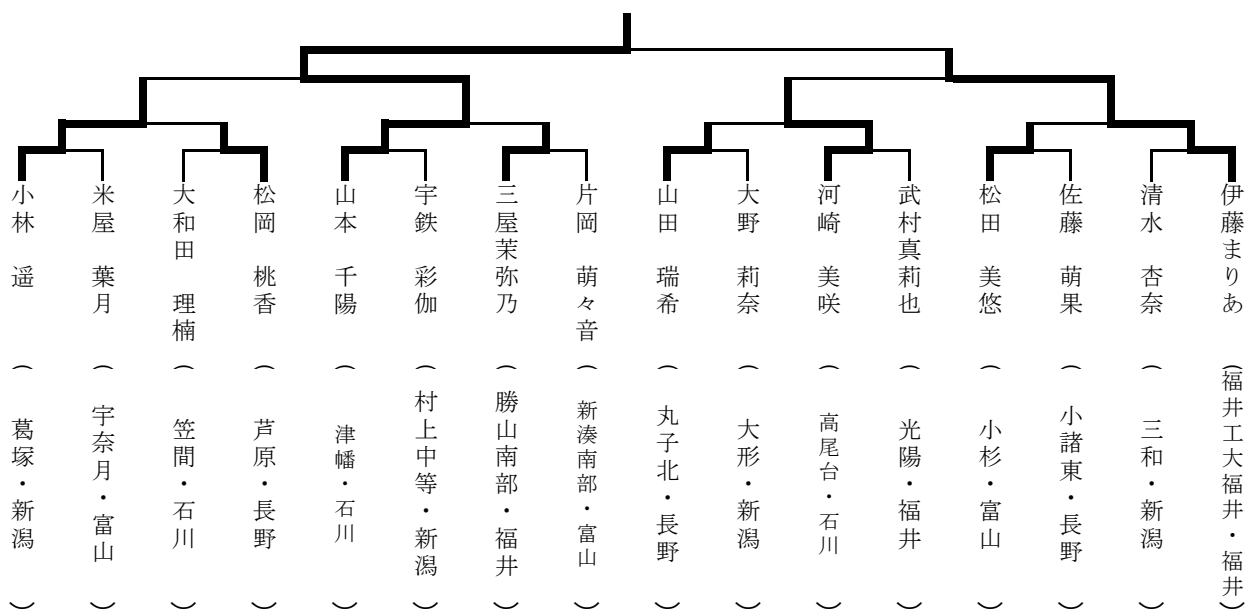 小林 遥 (葛塚・新潟)
米屋 葉月 (宇奈月・富山)
大和田 理楠 (笠間・石川)
松岡 桃香 (芦原・長野)
山本 千陽 (津幡・石川)
宇鉄 彩伽 (村上中等・新潟)
三屋茉弥乃 (勝山南部・福井)
片岡 萌々音 (新湊南部・富山)
山田 瑞希 (丸子北・長野)
大野 莉奈 (大形・新潟)
河崎 美咲 (高尾台・石川)
武村真莉也 (光陽・福井)
松田 美悠 (小杉・富山)
佐藤 萌果 (小諸東・長野)
清水 杏奈 (三和・新潟)
伊藤まりあ (福井工大福井・福井)